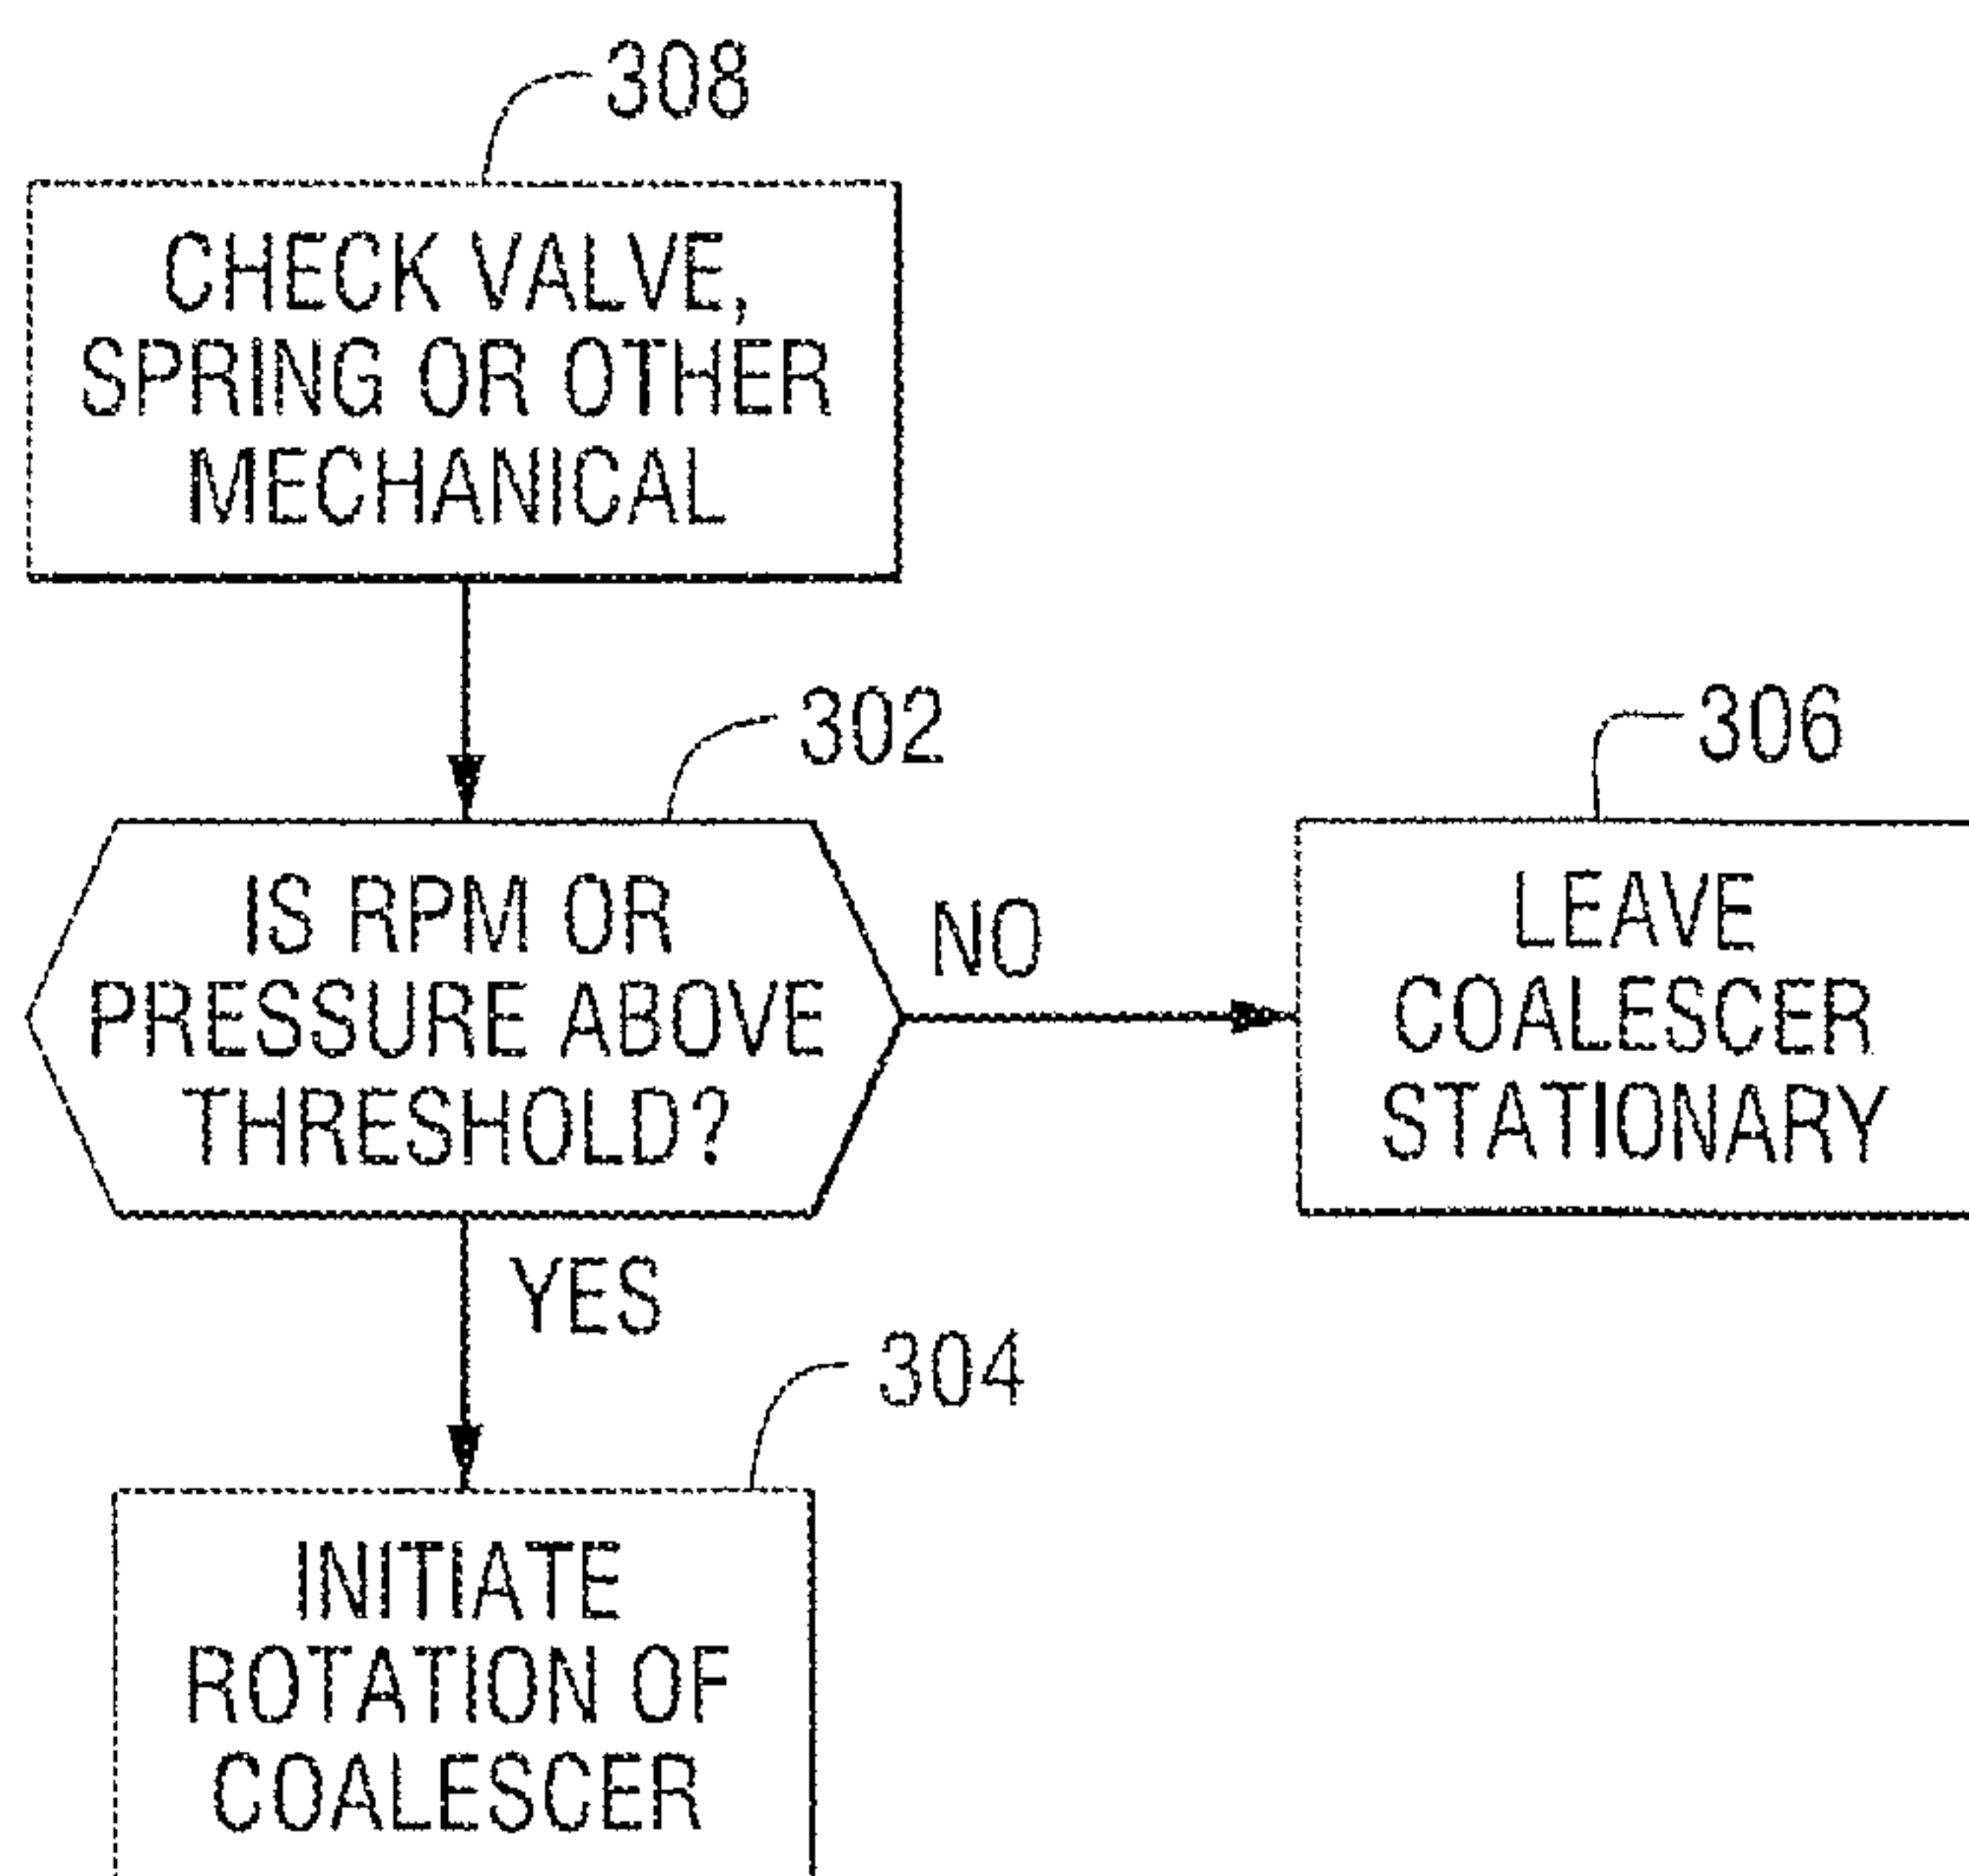 308
CHECK VALVE,
SPRING OR OTHER
MECHANICAL
302
306
IS RPM OR
PRESSURE ABOVE
THRESHOLD?
NO
LEAVE
COALESCER
STATIONARY
YES
304
INITIATE
ROTATION OF
COALESCER